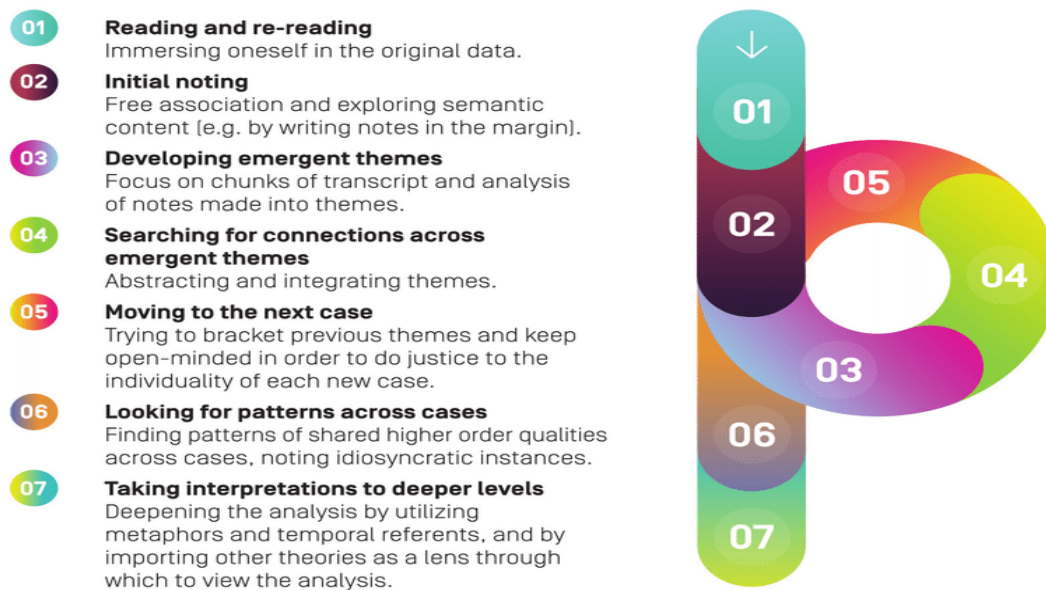 01
Reading and re-reading
Immersing oneself in the original data.
02
Initial noting
Free association and exploring semantic
content (e.g. by writing notes in the margin).
03
Developing emergent themes
Focus on chunks of transcript and analysis
of notes made into themes.
04
Searching for connections across
emergent themes
Abstracting and integrating themes.
05
Moving to the next case
Trying to bracket previous themes and keep
open-minded in order to do justice to the
individuality of each new case.
06
Looking for patterns across cases
Finding patterns of shared higher order qualities
across cases, noting idiosyncratic instances.
07
Taking interpretations to deeper levels
Deepening the analysis by utilizing
metaphors and temporal referents, and by
importing other theories as a lens through
which to view the analysis.
01
02
05
04
03
06
07